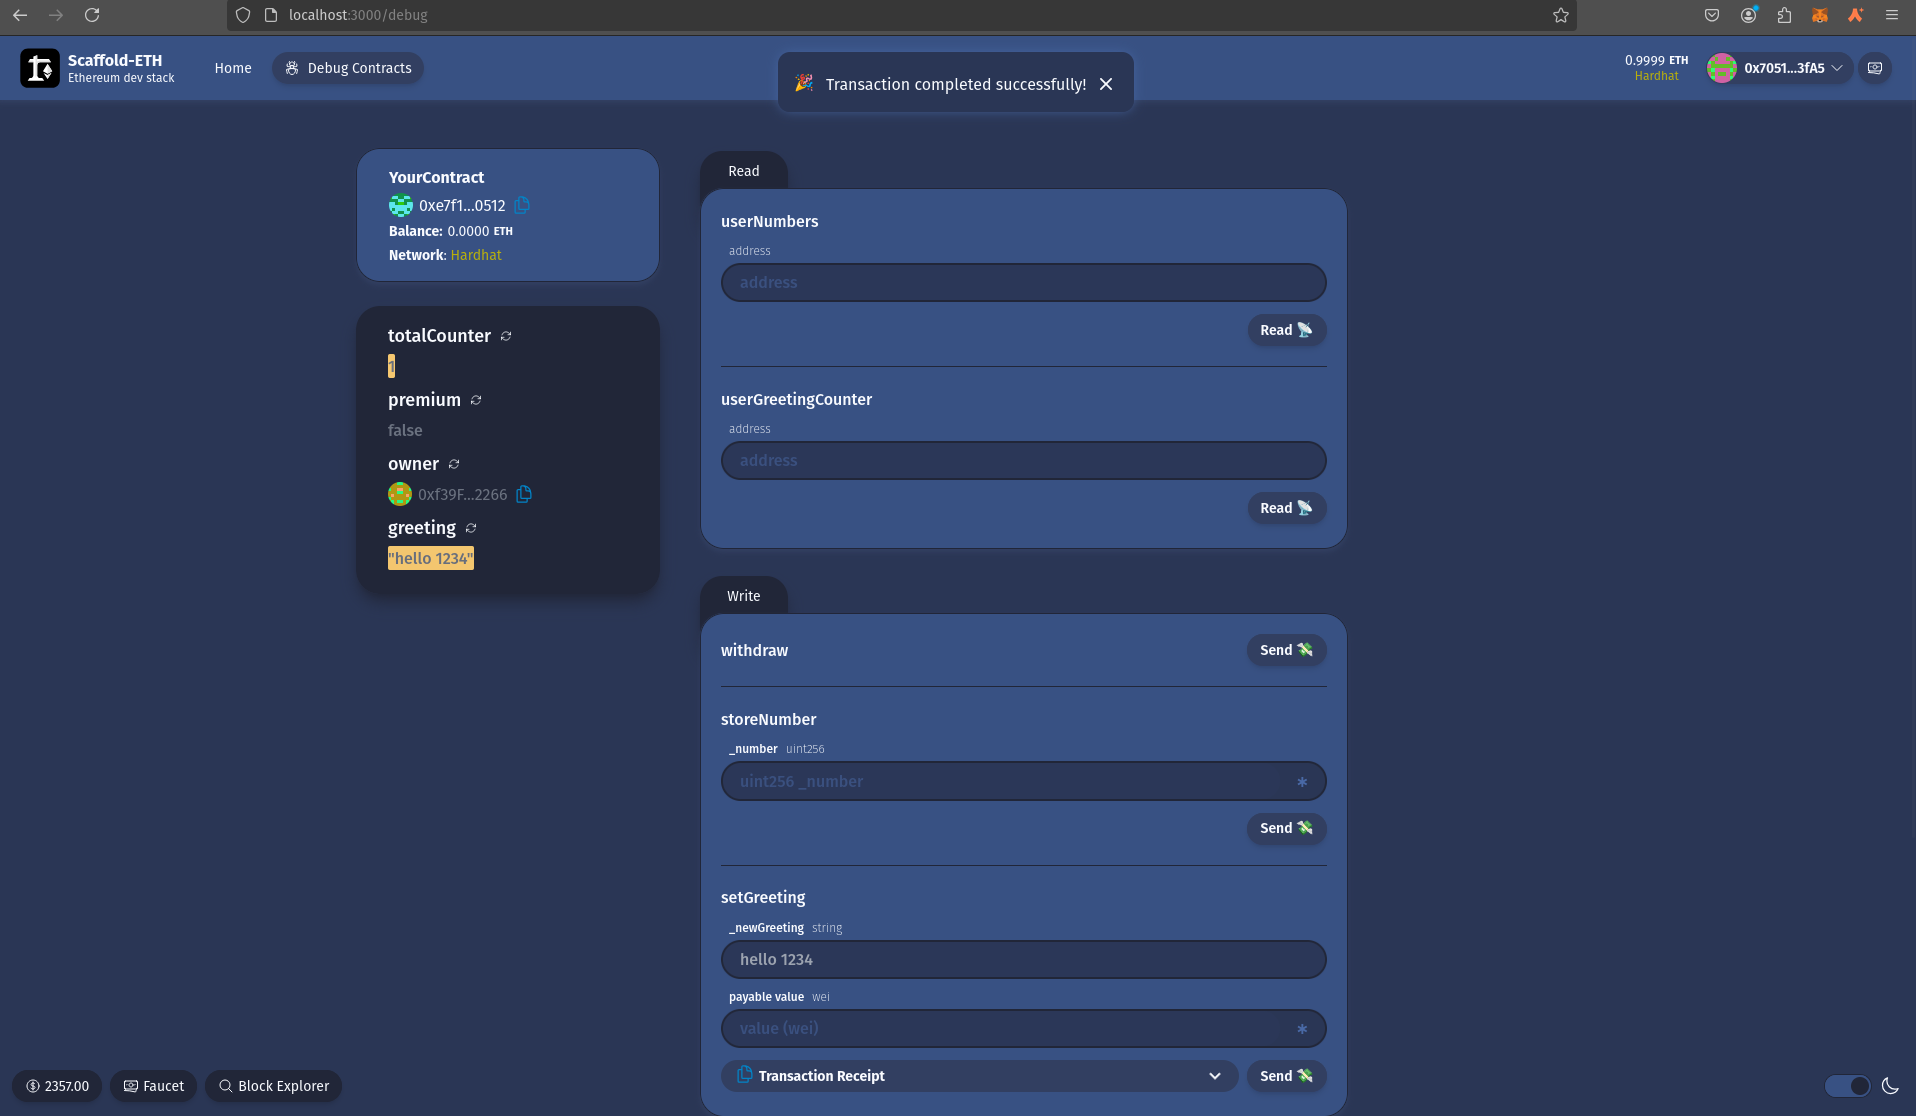 localhost:3000/debug
Scaffold-ETH
Ethereum dev stack
Home
Debug Contracts
Transaction completed successfully!
0.9999 ETH
Hardhat
0x7051...3fA5
YourContract
0xe7f1...0512
Balance: 0.0000 ETH
Network: Hardhat
totalCounter
1
premium
false
owner
0xf39F...2266
greeting
"hello 1234"
Read
userNumbers
address
address
Read
userGreetingCounter
address
address
Read
Write
withdraw
Send
storeNumber
_number uint256
uint256 _number
*
Send
setGreeting
_newGreeting string
hello 1234
payable value wei
value (wei)
*
Transaction Receipt
Send
2357.00
Faucet
Block Explorer